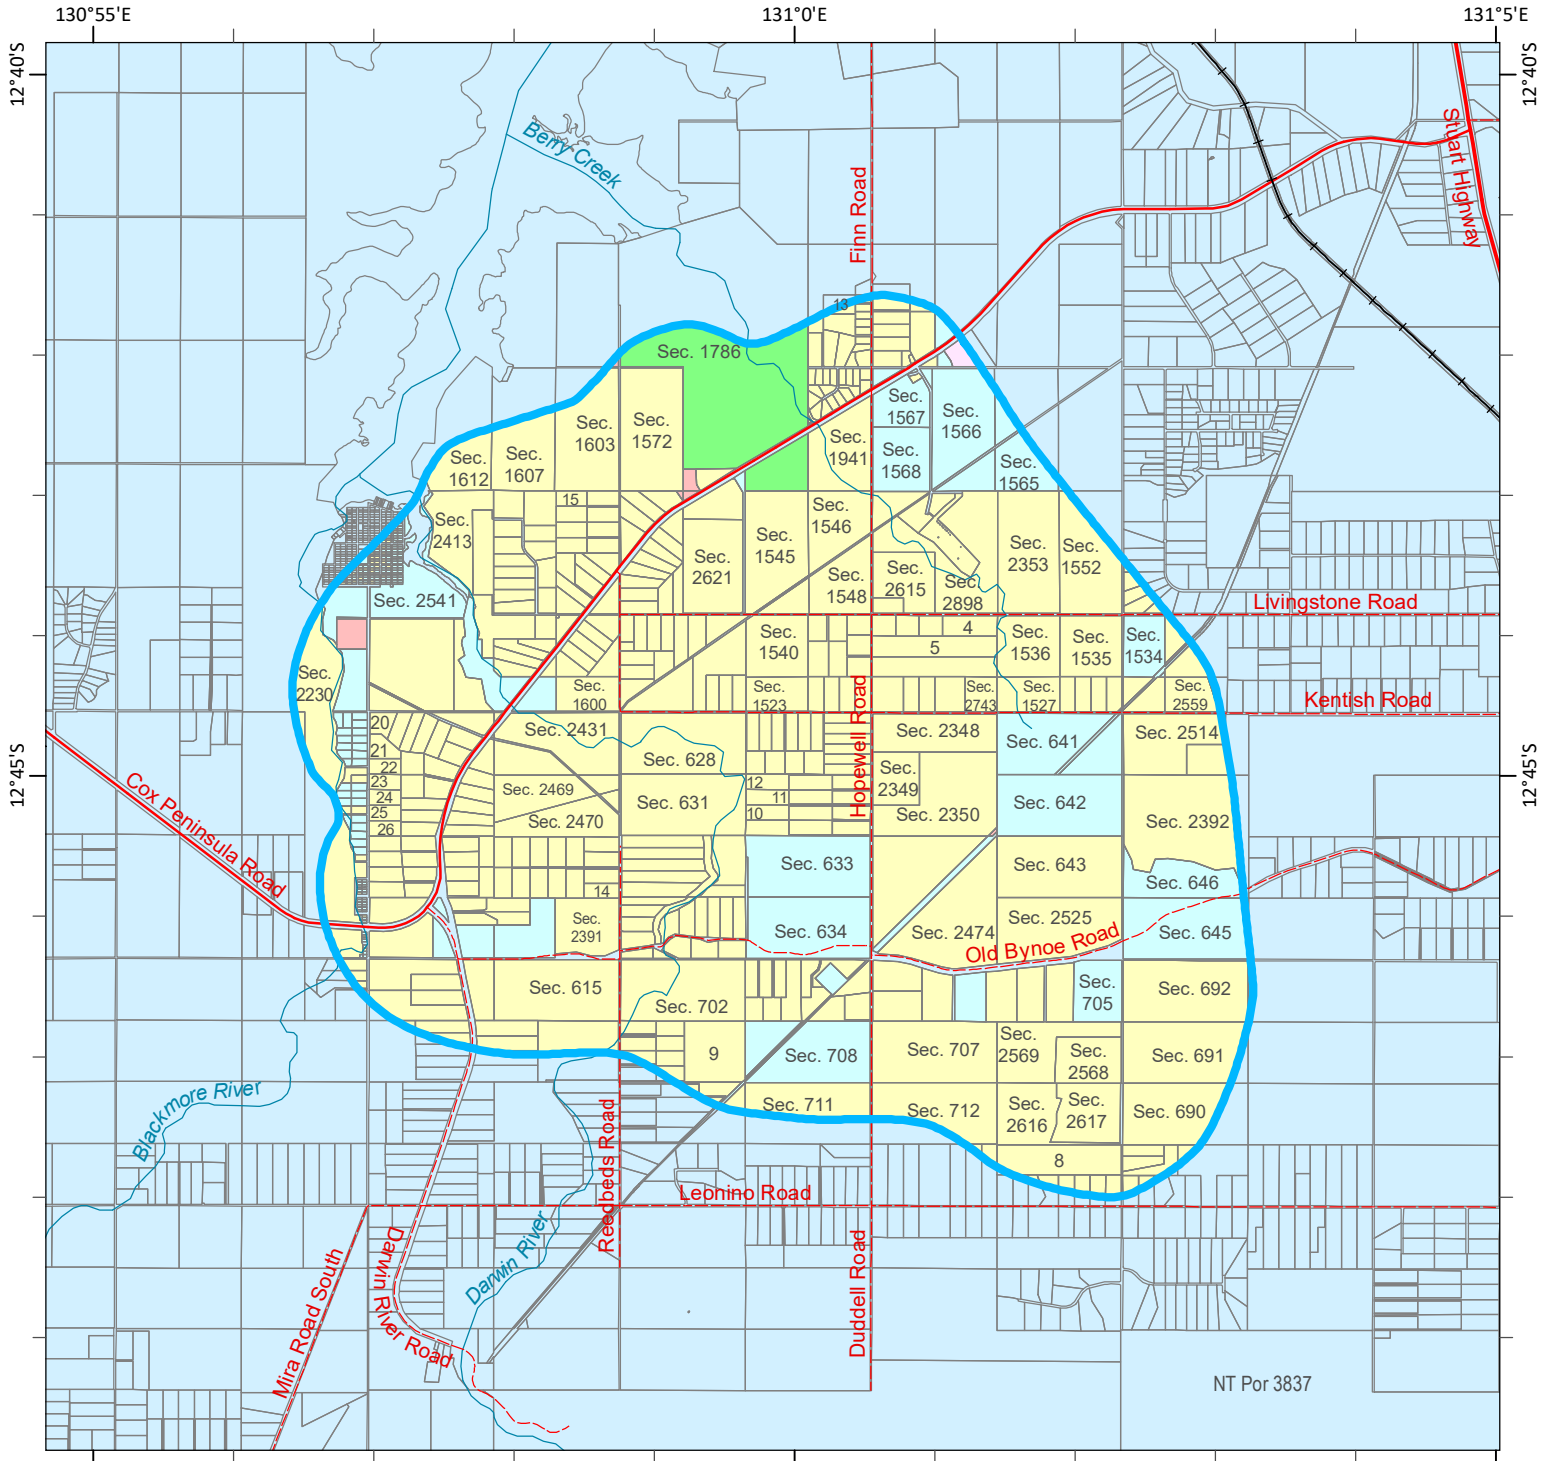 130°55'E
131°0'E
131°5'E
12°40'S
12°40'S
Berry Creek
Stuart Highway
Finn Road
13
Sec. 1786
Sec.
1567
Sec.
1566
Sec.
1603
Sec.
1572
Sec.
1941
Sec.
1568
Sec.
1612
Sec.
1607
Sec.
1565
15
Sec.
2413
Sec.
1546
Sec.
1545
Sec.
2621
Sec.
2353
Sec.
1552
Sec.
1548
Sec.
2615
Sec.
2898
Sec. 2541
Livingstone Road
4
5
Sec.
1540
Sec.
1536
Sec.
1535
Sec.
1534
Sec.
2230
Sec.
1600
Sec.
1523
Sec.
2743
Sec.
1527
Sec.
2559
Kentish Road
20
21
22
23
24
25
26
Sec. 2431
Sec. 628
Sec. 2348
Sec. 641
Sec. 2514
Hopewell Road
12°45'S
12°45'S
Sec. 2469
Sec. 631
12
11
10
Sec.
2349
Sec. 2350
Sec. 642
Sec. 2392
Sec. 2470
Cox Peninsula Road
Sec. 633
Sec. 643
Sec. 646
14
Sec.
2391
Sec. 634
Sec. 2474
Sec. 2525
Sec. 645
Old Bynoe Road
Sec. 615
Sec. 702
Sec.
705
Sec. 692
9
Sec. 708
Sec. 707
Sec.
2569
Sec.
2568
Sec. 691
Sec. 711
Sec. 712
Sec.
2616
Sec.
2617
Sec. 690
8
Blackmore River
Reedbeds Road
Leonino Road
Darwin River
Duddell Road
Mira Road South
Darwin River Road
NT Por 3837